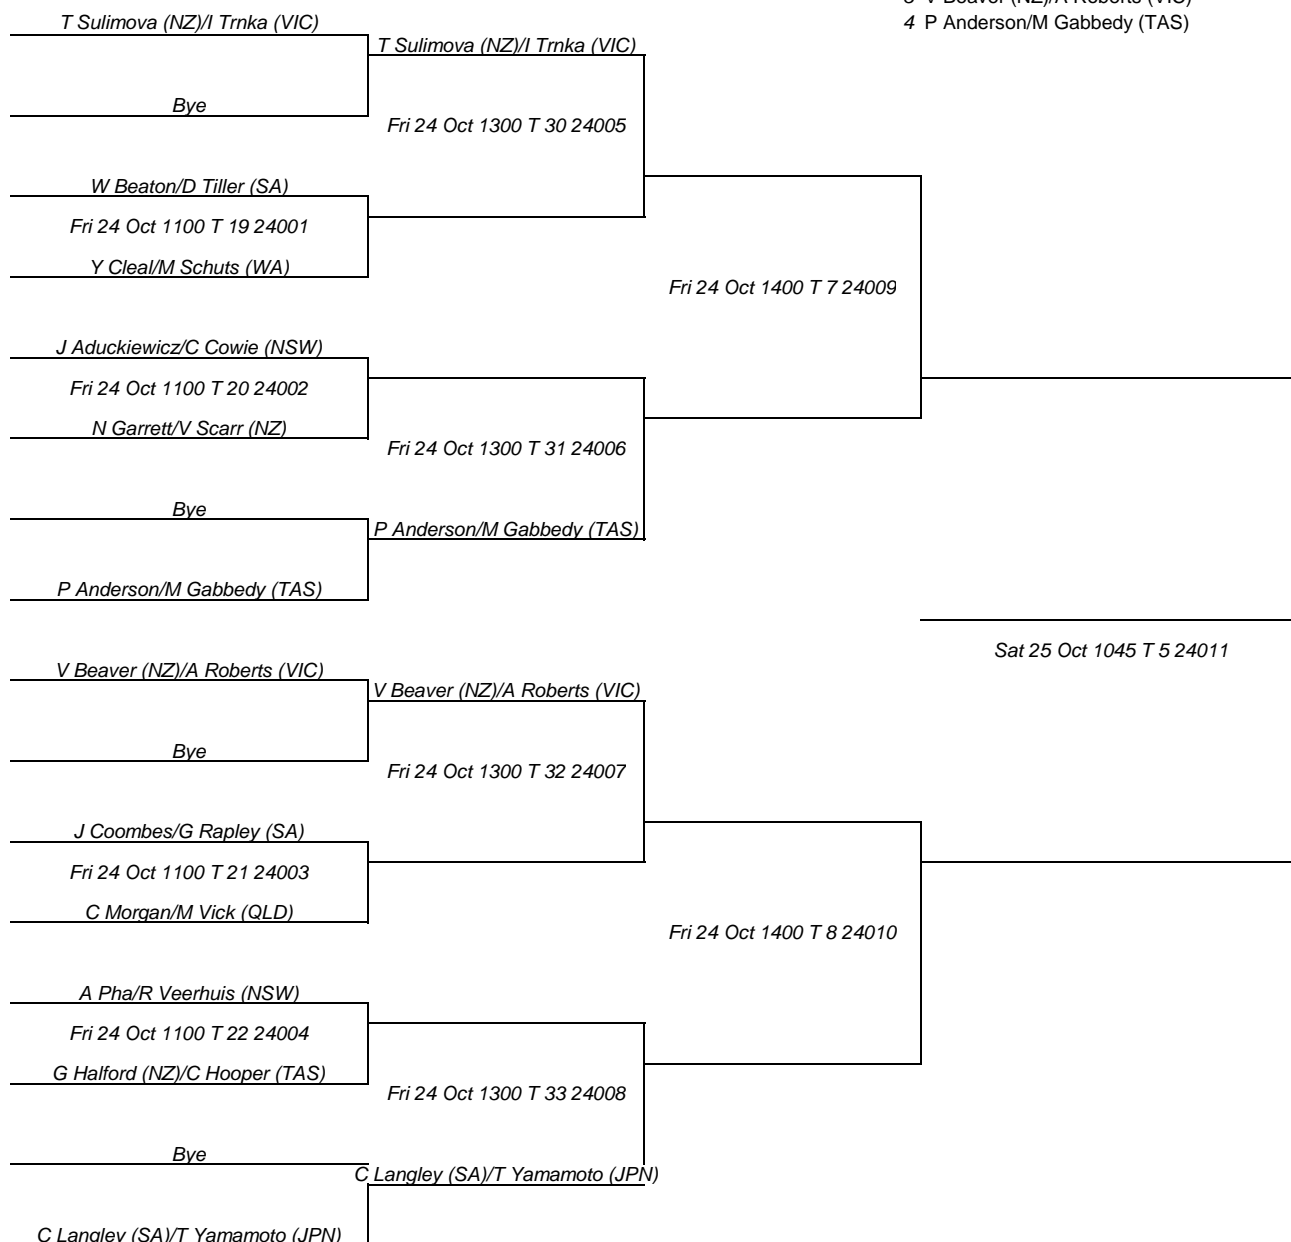 3 V Beaver (NZ)/A Roberts (VIC)
4 P Anderson/M Gabbedy (TAS)
T Sulimova (NZ)/I Trnka (VIC)
T Sulimova (NZ)/I Trnka (VIC)
Bye
Fri 24 Oct 1300 T 30 24005
W Beaton/D Tiller (SA)
Fri 24 Oct 1100 T 19 24001
Y Cleal/M Schuts (WA)
Fri 24 Oct 1400 T 7 24009
J Aduckiewicz/C Cowie (NSW)
Fri 24 Oct 1100 T 20 24002
N Garrett/V Scarr (NZ)
Fri 24 Oct 1300 T 31 24006
Bye
P Anderson/M Gabbedy (TAS)
P Anderson/M Gabbedy (TAS)
Sat 25 Oct 1045 T 5 24011
V Beaver (NZ)/A Roberts (VIC)
V Beaver (NZ)/A Roberts (VIC)
Bye
Fri 24 Oct 1300 T 32 24007
J Coombes/G Rapley (SA)
Fri 24 Oct 1100 T 21 24003
C Morgan/M Vick (QLD)
Fri 24 Oct 1400 T 8 24010
A Pha/R Veerhuis (NSW)
Fri 24 Oct 1100 T 22 24004
G Halford (NZ)/C Hooper (TAS)
Fri 24 Oct 1300 T 33 24008
Bye
C Langley (SA)/T Yamamoto (JPN)
C Langley (SA)/T Yamamoto (JPN)